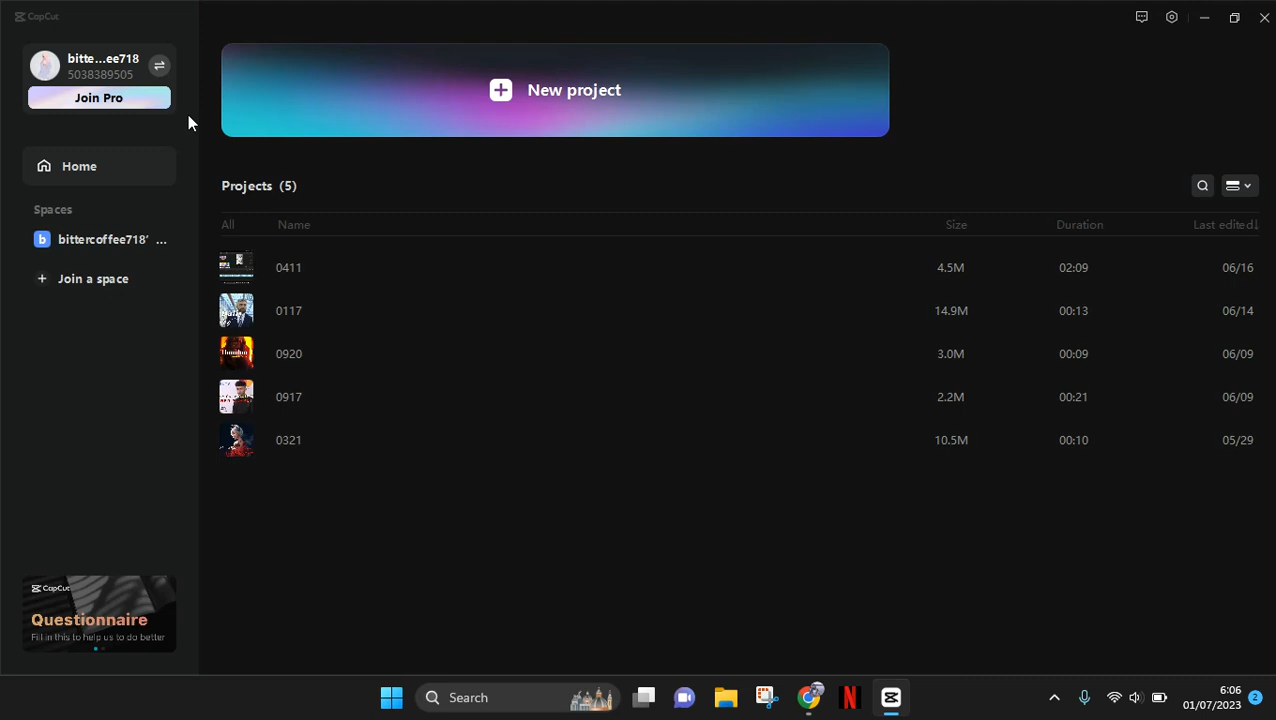 CapCut
bitte...ee718
5038389505
Join Pro
Home
Spaces
b bittercoffee718' ...
+ Join a space
CapCut
Questionnaire
Fill in this to help us to do better
New project
Projects (5)
All Name Size Duration Last edited↓
0411 4.5M 02:09 06/16
0117 14.9M 00:13 06/14
0920 3.0M 00:09 06/09
0917 2.2M 00:21 06/09
0321 10.5M 00:10 05/29
Search
6:06
01/07/2023
2